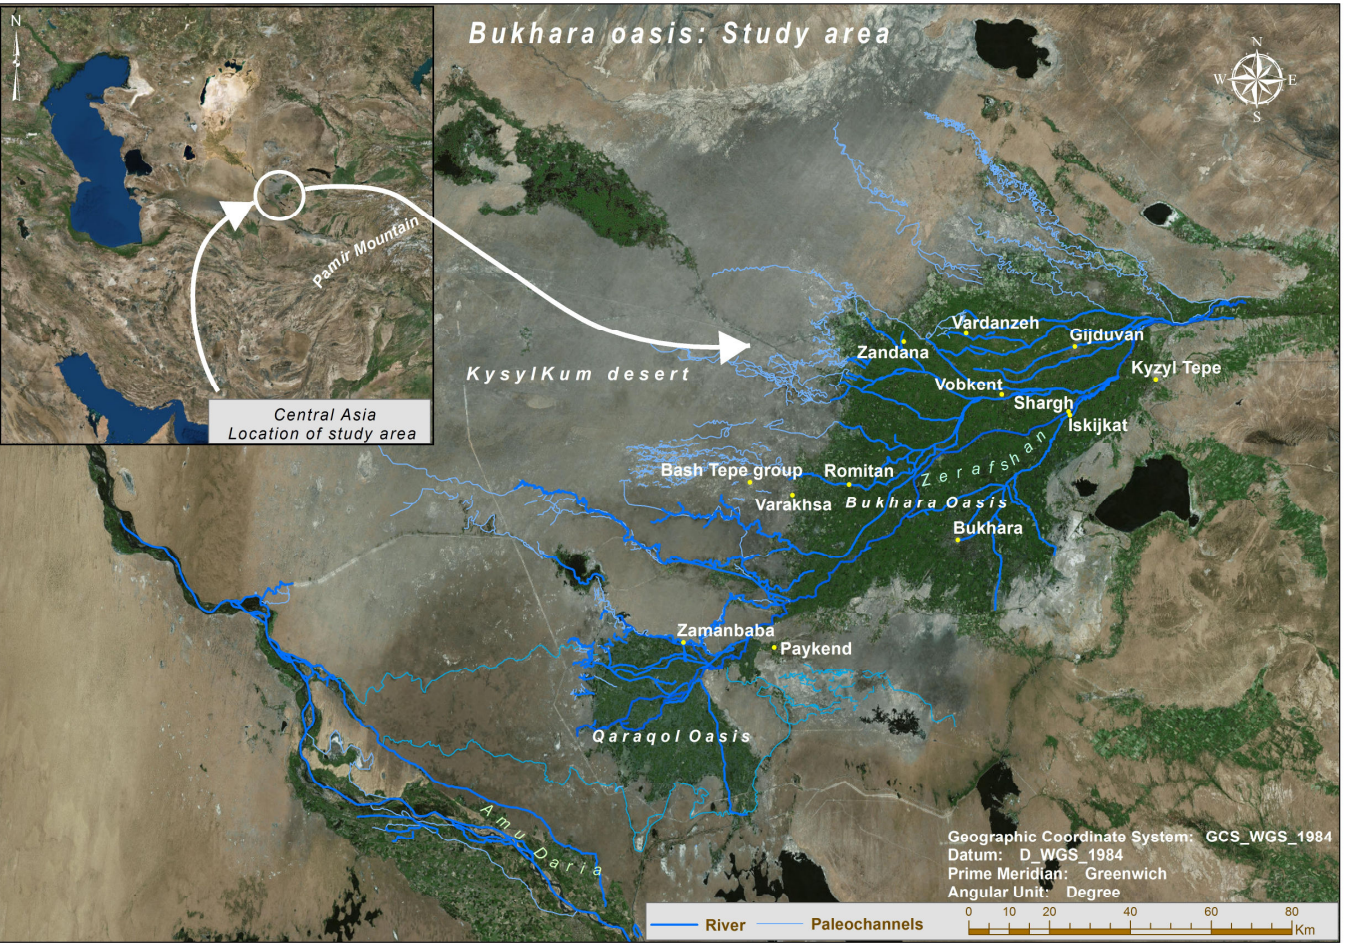 Bukhara oasis: Study area
N
N
W E
S
Pamir Mountain
Central Asia
Location of study area
KysylKum desert
Vardanzeh
Zandana
Gijduvan
Kyzyl Tepe
Vobkent
Shargh
Iskijkat
Zerafshan
Bash Tepe group
Romitan
Varakhsa
Bukhara Oasis
Bukhara
Zamanbaba
Paykend
Qaraqol Oasis
Amu Daria
Geographic Coordinate System: GCS_WGS_1984
Datum: D_WGS_1984
Prime Meridian: Greenwich
Angular Unit: Degree
River
Paleochannels
0 10 20 40 60 80
Km